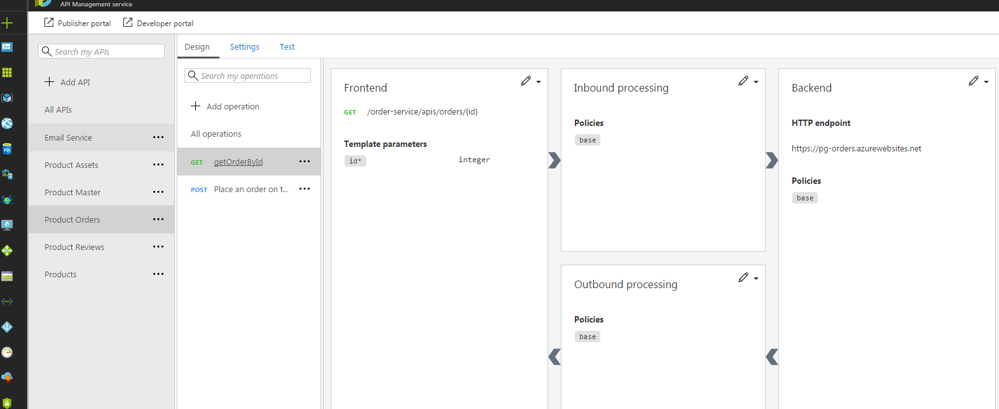 API Management service
Publisher portal
Developer portal
Search my APIs
Add API
All APIs
Email Service
Product Assets
Product Master
Product Orders
Product Reviews
Products
Design
Settings
Test
Search my operations
Add operation
All operations
GET getOrderById
POST Place an order on t...
Frontend
GET /order-service/apis/orders/{id}
Template parameters
id* integer
Inbound processing
Policies
base
Outbound processing
Policies
base
Backend
HTTP endpoint
https://pg-orders.azurewebsites.net
Policies
base